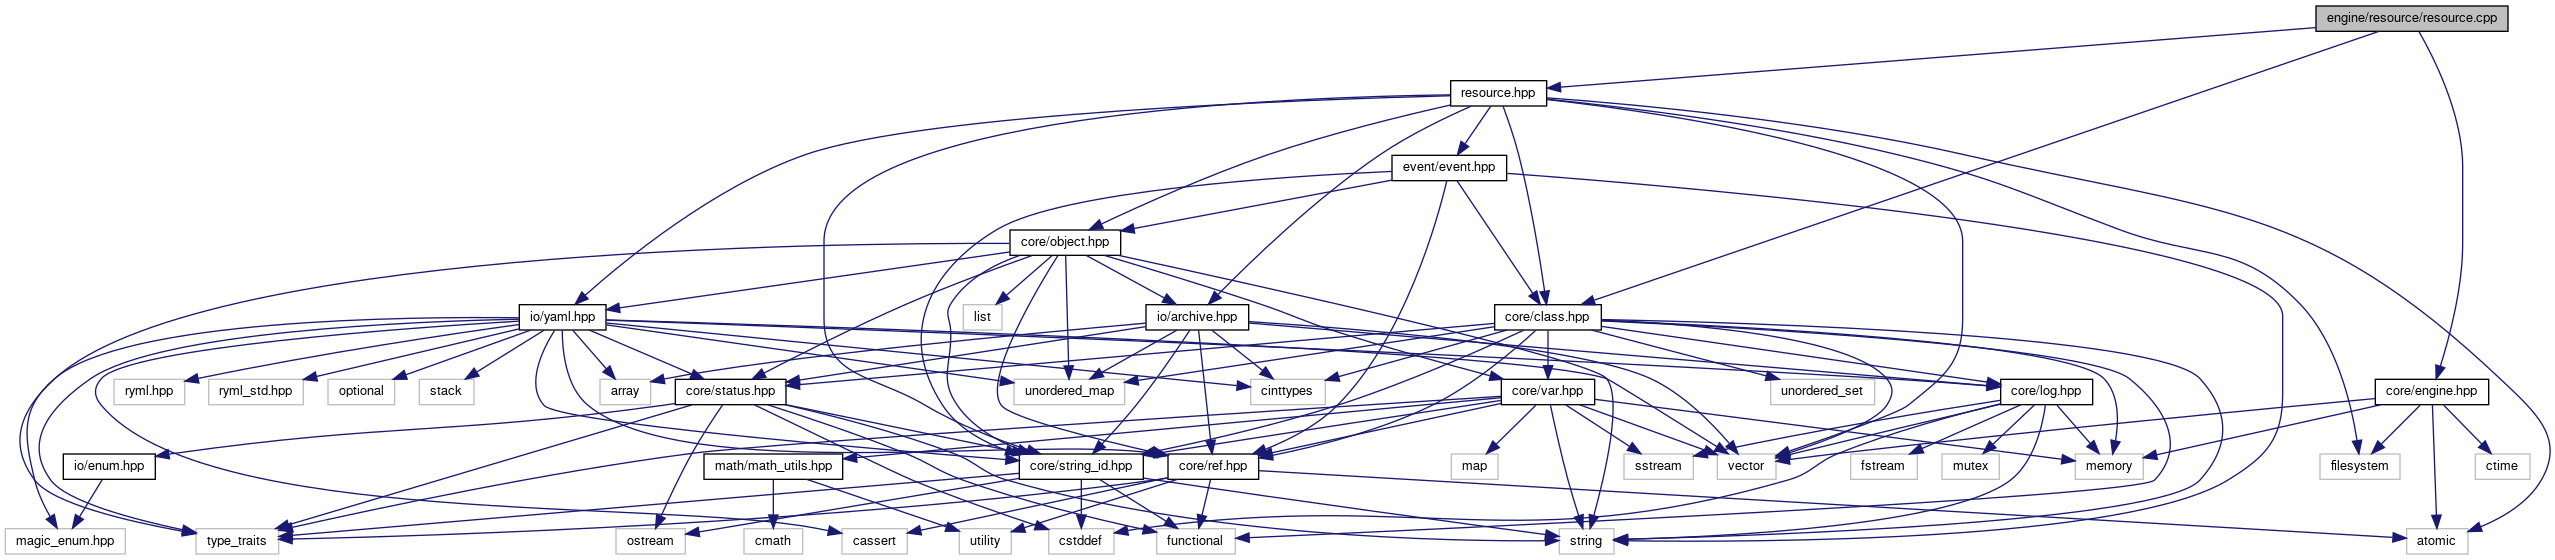 engine/resource/resource.cpp
resource.hpp
event/event.hpp
core/object.hpp
io/yaml.hpp
list
io/archive.hpp
core/class.hpp
ryml.hpp
ryml_std.hpp
optional
stack
array
core/status.hpp
unordered_map
cinttypes
core/var.hpp
unordered_set
core/log.hpp
core/engine.hpp
io/enum.hpp
math/math_utils.hpp
core/string_id.hpp
core/ref.hpp
map
sstream
vector
fstream
mutex
memory
filesystem
ctime
magic_enum.hpp
type_traits
ostream
cmath
cassert
utility
cstddef
functional
string
atomic